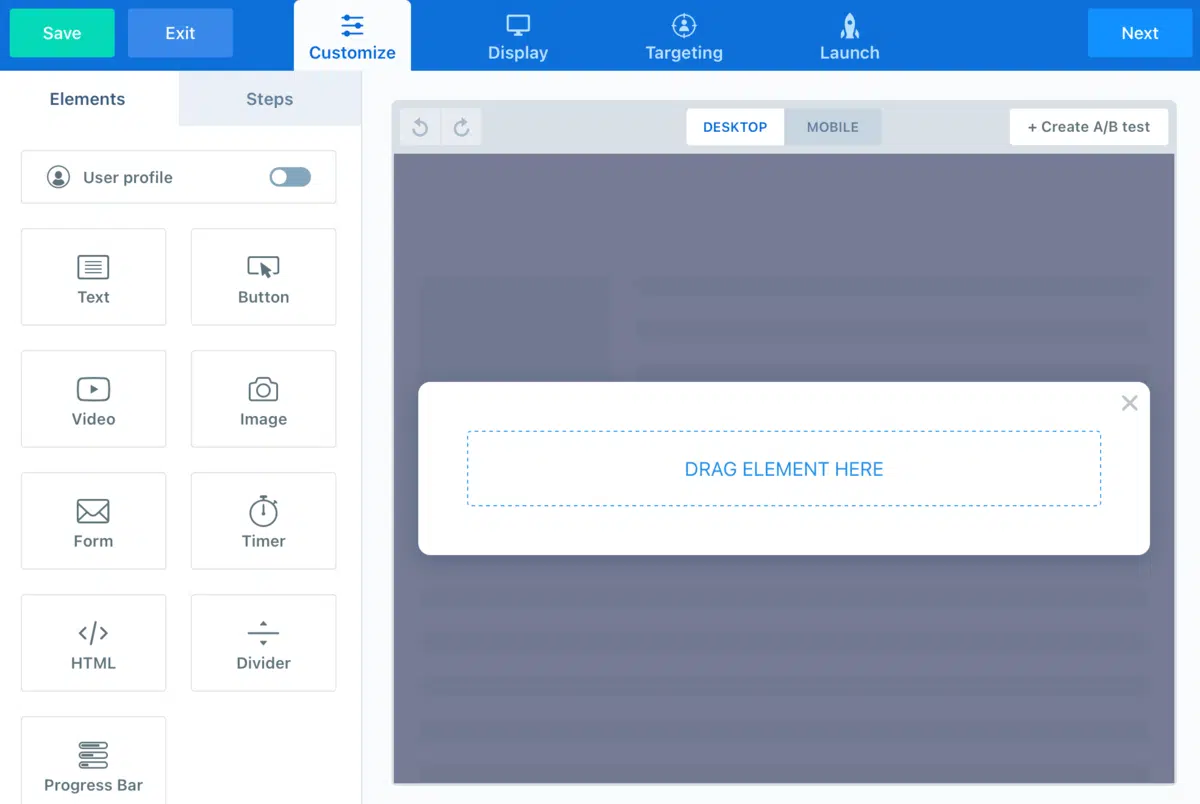 Save
Exit
Customize
Display
Targeting
Launch
Next
Elements
Steps
User profile
Text
Button
Video
Image
Form
Timer
HTML
Divider
Progress Bar
DESKTOP
MOBILE
+ Create A/B test
DRAG ELEMENT HERE